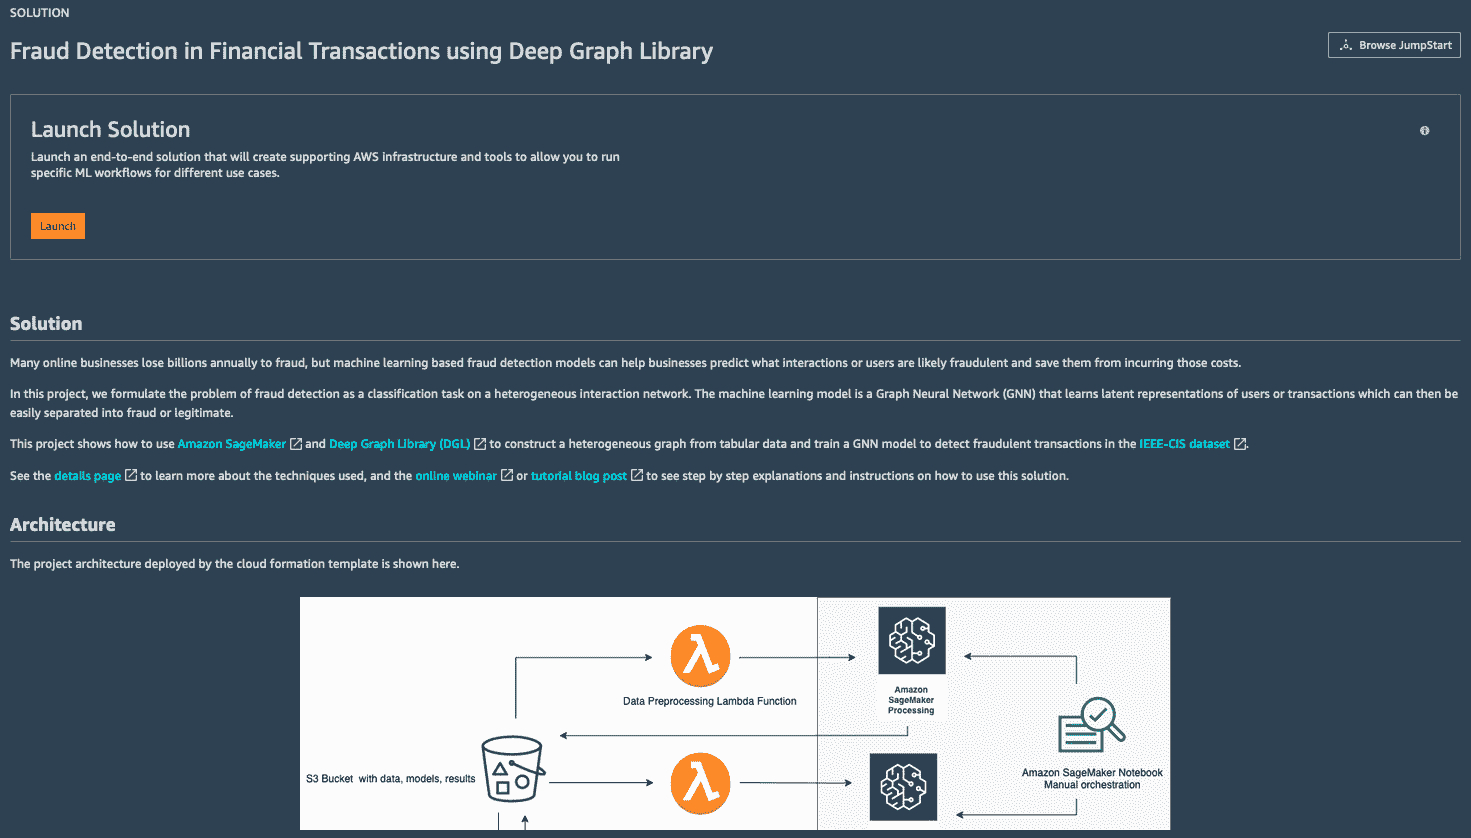 SOLUTION
Fraud Detection in Financial Transactions using Deep Graph Library
Browse JumpStart
Launch Solution
Launch an end-to-end solution that will create supporting AWS infrastructure and tools to allow you to run
specific ML workflows for different use cases.
Launch
Solution
Many online businesses lose billions annually to fraud, but machine learning based fraud detection models can help businesses predict what interactions or users are likely fraudulent and save them from incurring those costs.
In this project, we formulate the problem of fraud detection as a classification task on a heterogeneous interaction network. The machine learning model is a Graph Neural Network (GNN) that learns latent representations of users or transactions which can then be
easily separated into fraud or legitimate.
This project shows how to use Amazon SageMaker and Deep Graph Library (DGL) to construct a heterogeneous graph from tabular data and train a GNN model to detect fraudulent transactions in the IEEE-CIS dataset.
See the details page to learn more about the techniques used, and the online webinar or tutorial blog post to see step by step explanations and instructions on how to use this solution.
Architecture
The project architecture deployed by the cloud formation template is shown here.
Data Preprocessing Lambda Function
Amazon
SageMaker
Processing
S3 Bucket with data, models, results
Amazon SageMaker Notebook
Manual orchestration